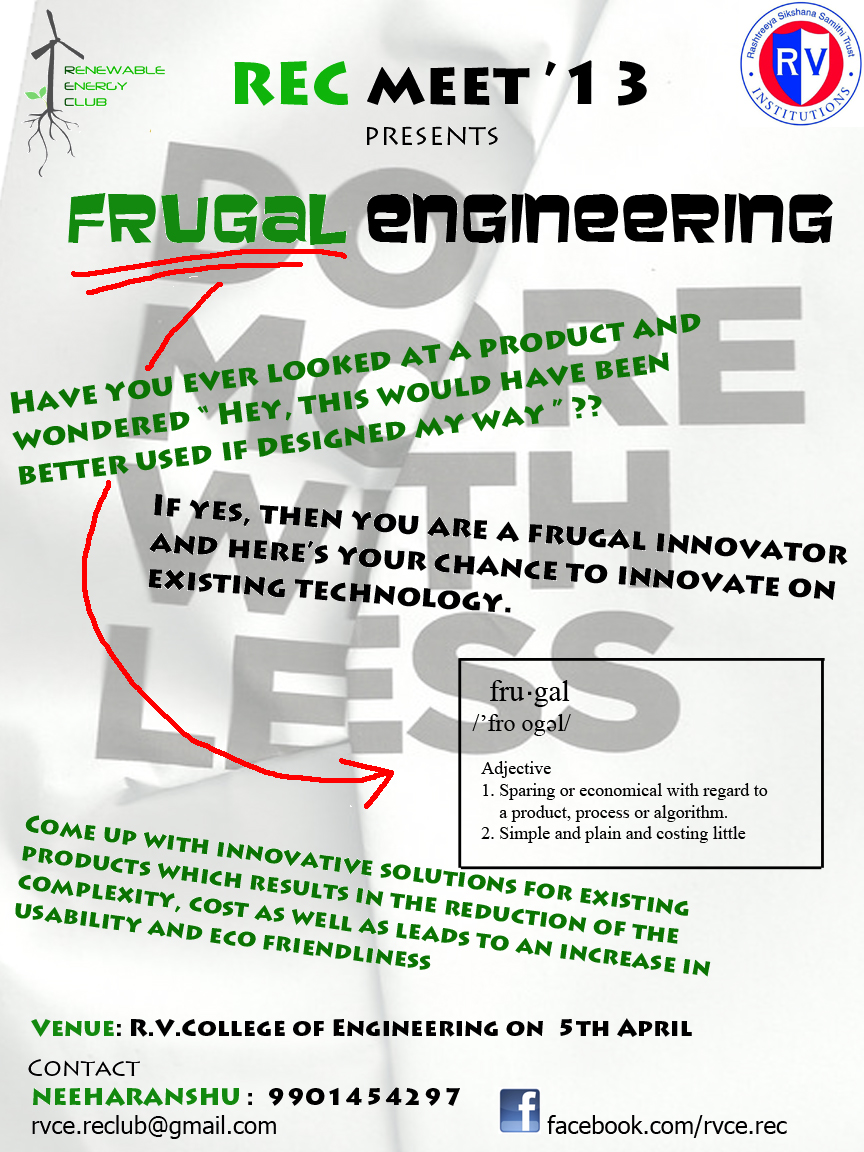 RENEWABLE
ENERGY
CLUB
Rashtreeya Sikshana Samithi Trust
RV
INSTITUTIONS
REC MEET '13
PRESENTS
FRUGAL ENGINEERING
DO
MORE
WITH
LESS
HAVE YOU EVER LOOKED AT A PRODUCT AND
WONDERED " HEY, THIS WOULD HAVE BEEN
BETTER USED IF DESIGNED MY WAY " ??
IF YES, THEN YOU ARE A FRUGAL INNOVATOR
AND HERE'S YOUR CHANCE TO INNOVATE ON
EXISTING TECHNOLOGY.
fru·gal
/’fro ogəl/
Adjective
1. Sparing or economical with regard to
a product, process or algorithm.
2. Simple and plain and costing little
COME UP WITH INNOVATIVE SOLUTIONS FOR EXISTING
PRODUCTS WHICH RESULTS IN THE REDUCTION OF THE
COMPLEXITY, COST AS WELL AS LEADS TO AN INCREASE IN
USABILITY AND ECO FRIENDLINESS
VENUE: R.V.COLLEGE OF ENGINEERING ON 5TH APRIL
CONTACT
NEEHARANSHU : 9901454297
rvce.reclub@gmail.com
f
facebook.com/rvce.rec